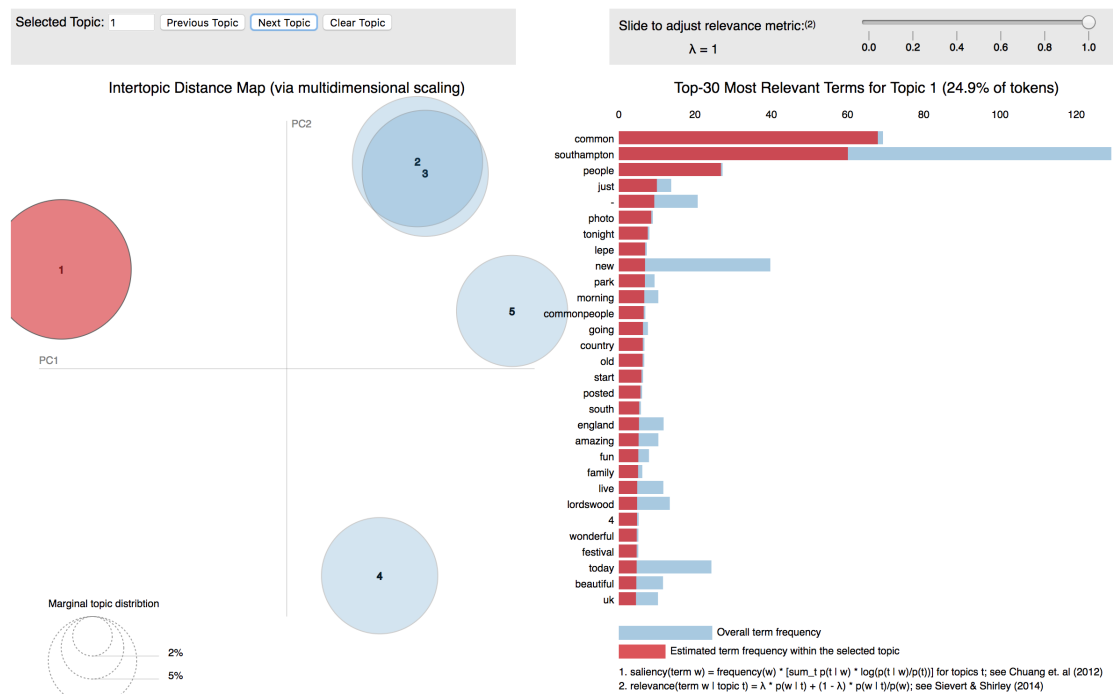 Selected Topic: 1 Previous Topic Next Topic Clear Topic
Slide to adjust relevance metric:(2)
λ = 1
0.0 0.2 0.4 0.6 0.8 1.0
Intertopic Distance Map (via multidimensional scaling)
PC2
PC1
1
2
3
5
4
Marginal topic distribtion
2%
5%
Top-30 Most Relevant Terms for Topic 1 (24.9% of tokens)
0 20 40 60 80 100 120
common
southampton
people
just
-
photo
tonight
lepe
new
park
morning
commonpeople
going
country
old
start
posted
south
england
amazing
fun
family
live
lordswood
4
wonderful
festival
today
beautiful
uk
Overall term frequency
Estimated term frequency within the selected topic
1. saliency(term w) = frequency(w) * [sum_t p(t | w) * log(p(t | w)/p(t))] for topics t; see Chuang et. al (2012)
2. relevance(term w | topic t) = λ * p(w | t) + (1 - λ) * p(w | t)/p(w); see Sievert & Shirley (2014)